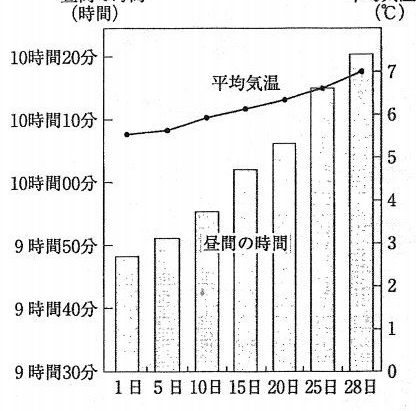 (時間)
(℃)
10時間20分
10時間10分
10時間00分
9時間50分
9時間40分
9時間30分
平均気温
昼間の時間
7
6
5
4
3
2
1
0
1日 5日 10日 15日 20日 25日 28日